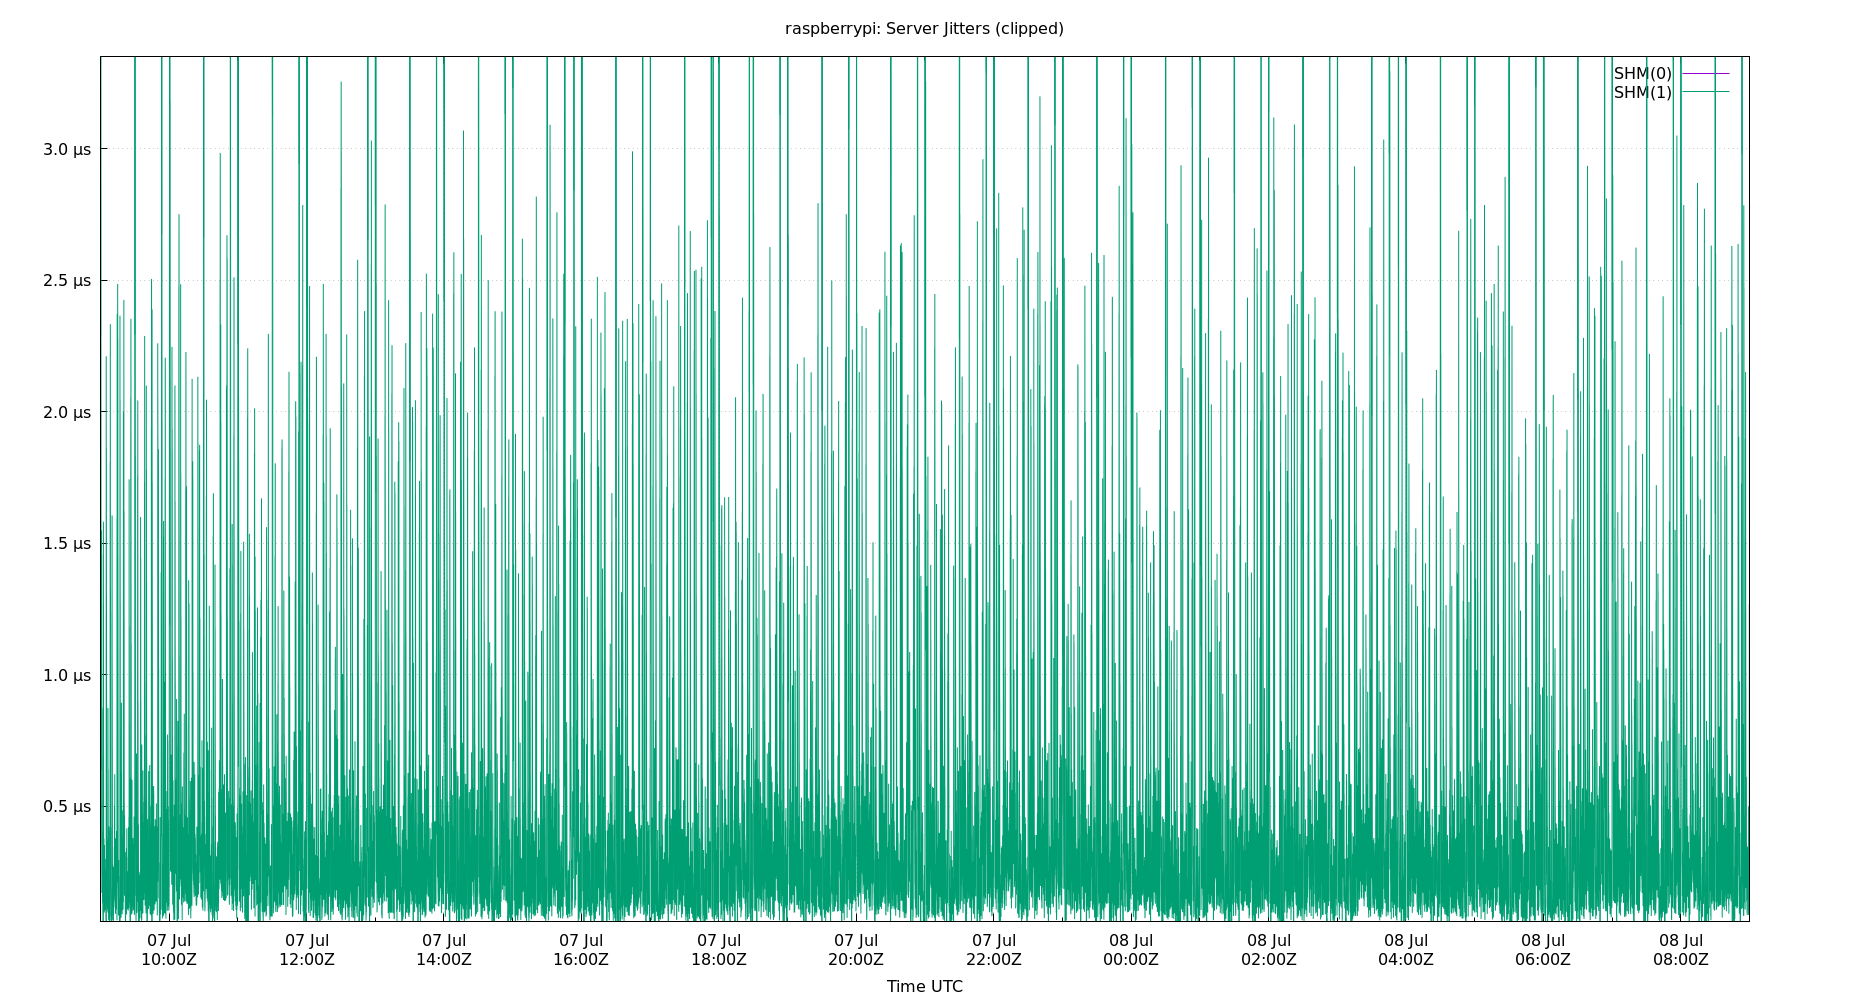 raspberrypi: Server Jitters (clipped)
SHM(0)
SHM(1)
3.0 µs
2.5 µs
2.0 µs
1.5 µs
1.0 µs
0.5 µs
07 Jul 07 Jul 07 Jul 07 Jul 07 Jul 07 Jul 07 Jul 08 Jul 08 Jul 08 Jul 08 Jul 08 Jul
10:00Z 12:00Z 14:00Z 16:00Z 18:00Z 20:00Z 22:00Z 00:00Z 02:00Z 04:00Z 06:00Z 08:00Z
Time UTC